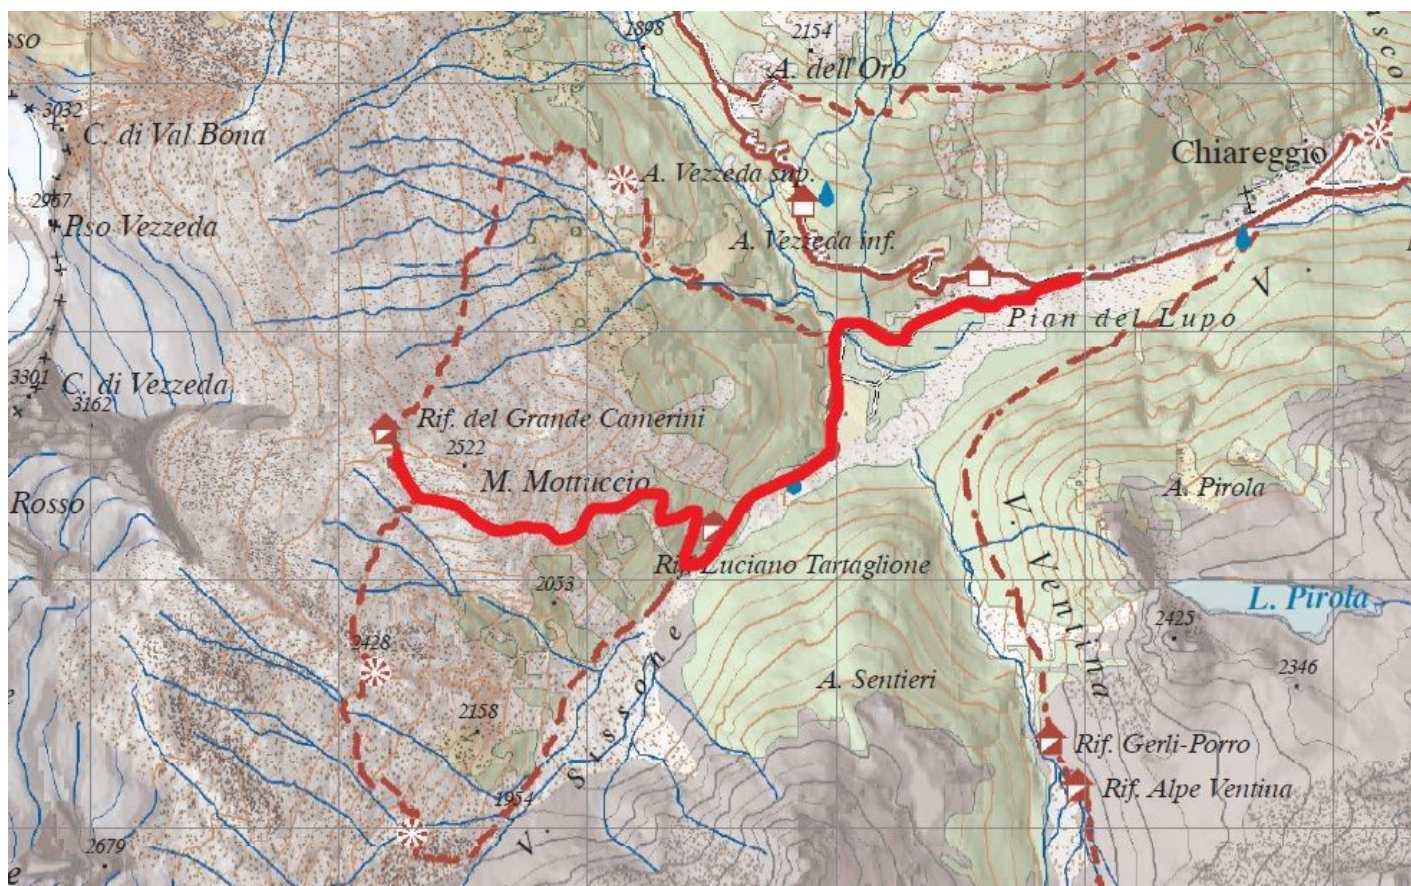 sso
1898
2154
A. dell'Oro
sco
3032
C. di Val Bona
Chiareggio
A. Vezzeda sup.
2957
P.so Vezzeda
A. Vezzeda inf.
V.
Pian del Lupo
3301
C. di Vezzeda
3162
Rif. del Grande Camerini
2522
M. Mottuccio
Rosso
A. Pirola
V. Ventina
Rif. Luciano Tartaglione
2053
L. Pirola
2425
2428
2346
A. Sentieri
2158
V. Sissone
Rif. Gerli-Porro
Rif. Alpe Ventina
1954
2679
e